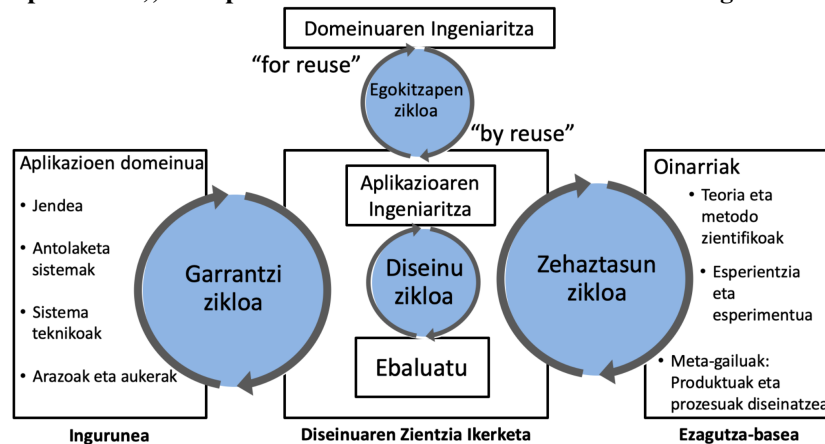 Domeinuaren Ingeniaritza
“for reuse”
Egokitzapen
zikloa
“by reuse”
Aplikazioen domeinua
• Jendea
• Antolaketa
sistemak
• Sistema
teknikoak
• Arazoak eta aukerak
Garrantzi
zikloa
Aplikazioaren
Ingeniaritza
Diseinu
zikloa
Ebaluatu
Zehaztasun
zikloa
Oinarriak
• Teoria eta
metodo
zientifikoak
• Esperientzia
eta
esperimentua
• Meta-gailuak:
Produktuak eta
prozesuak diseinatzea
Ingurunea
Diseinuaren Zientzia Ikerketa
Ezagutza-basea